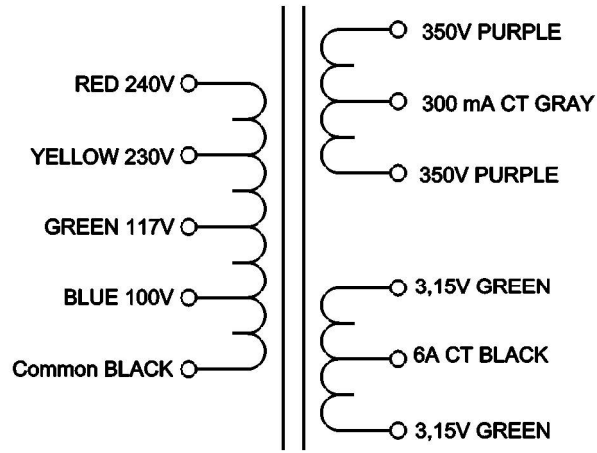 RED 240V
YELLOW 230V
GREEN 117V
BLUE 100V
Common BLACK
350V PURPLE
300 mA CT GRAY
350V PURPLE
3,15V GREEN
6A CT BLACK
3,15V GREEN